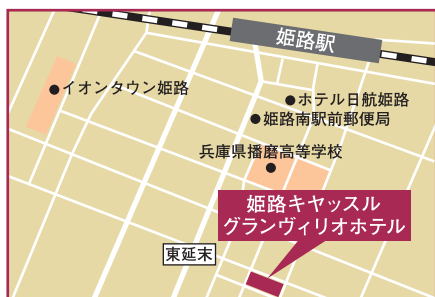 姫路駅
イオンタウン姫路
ホテル日航姫路
姫路南駅前郵便局
兵庫県播磨高等学校
姫路キヤッスル
グランヴィリオホテル
東延末